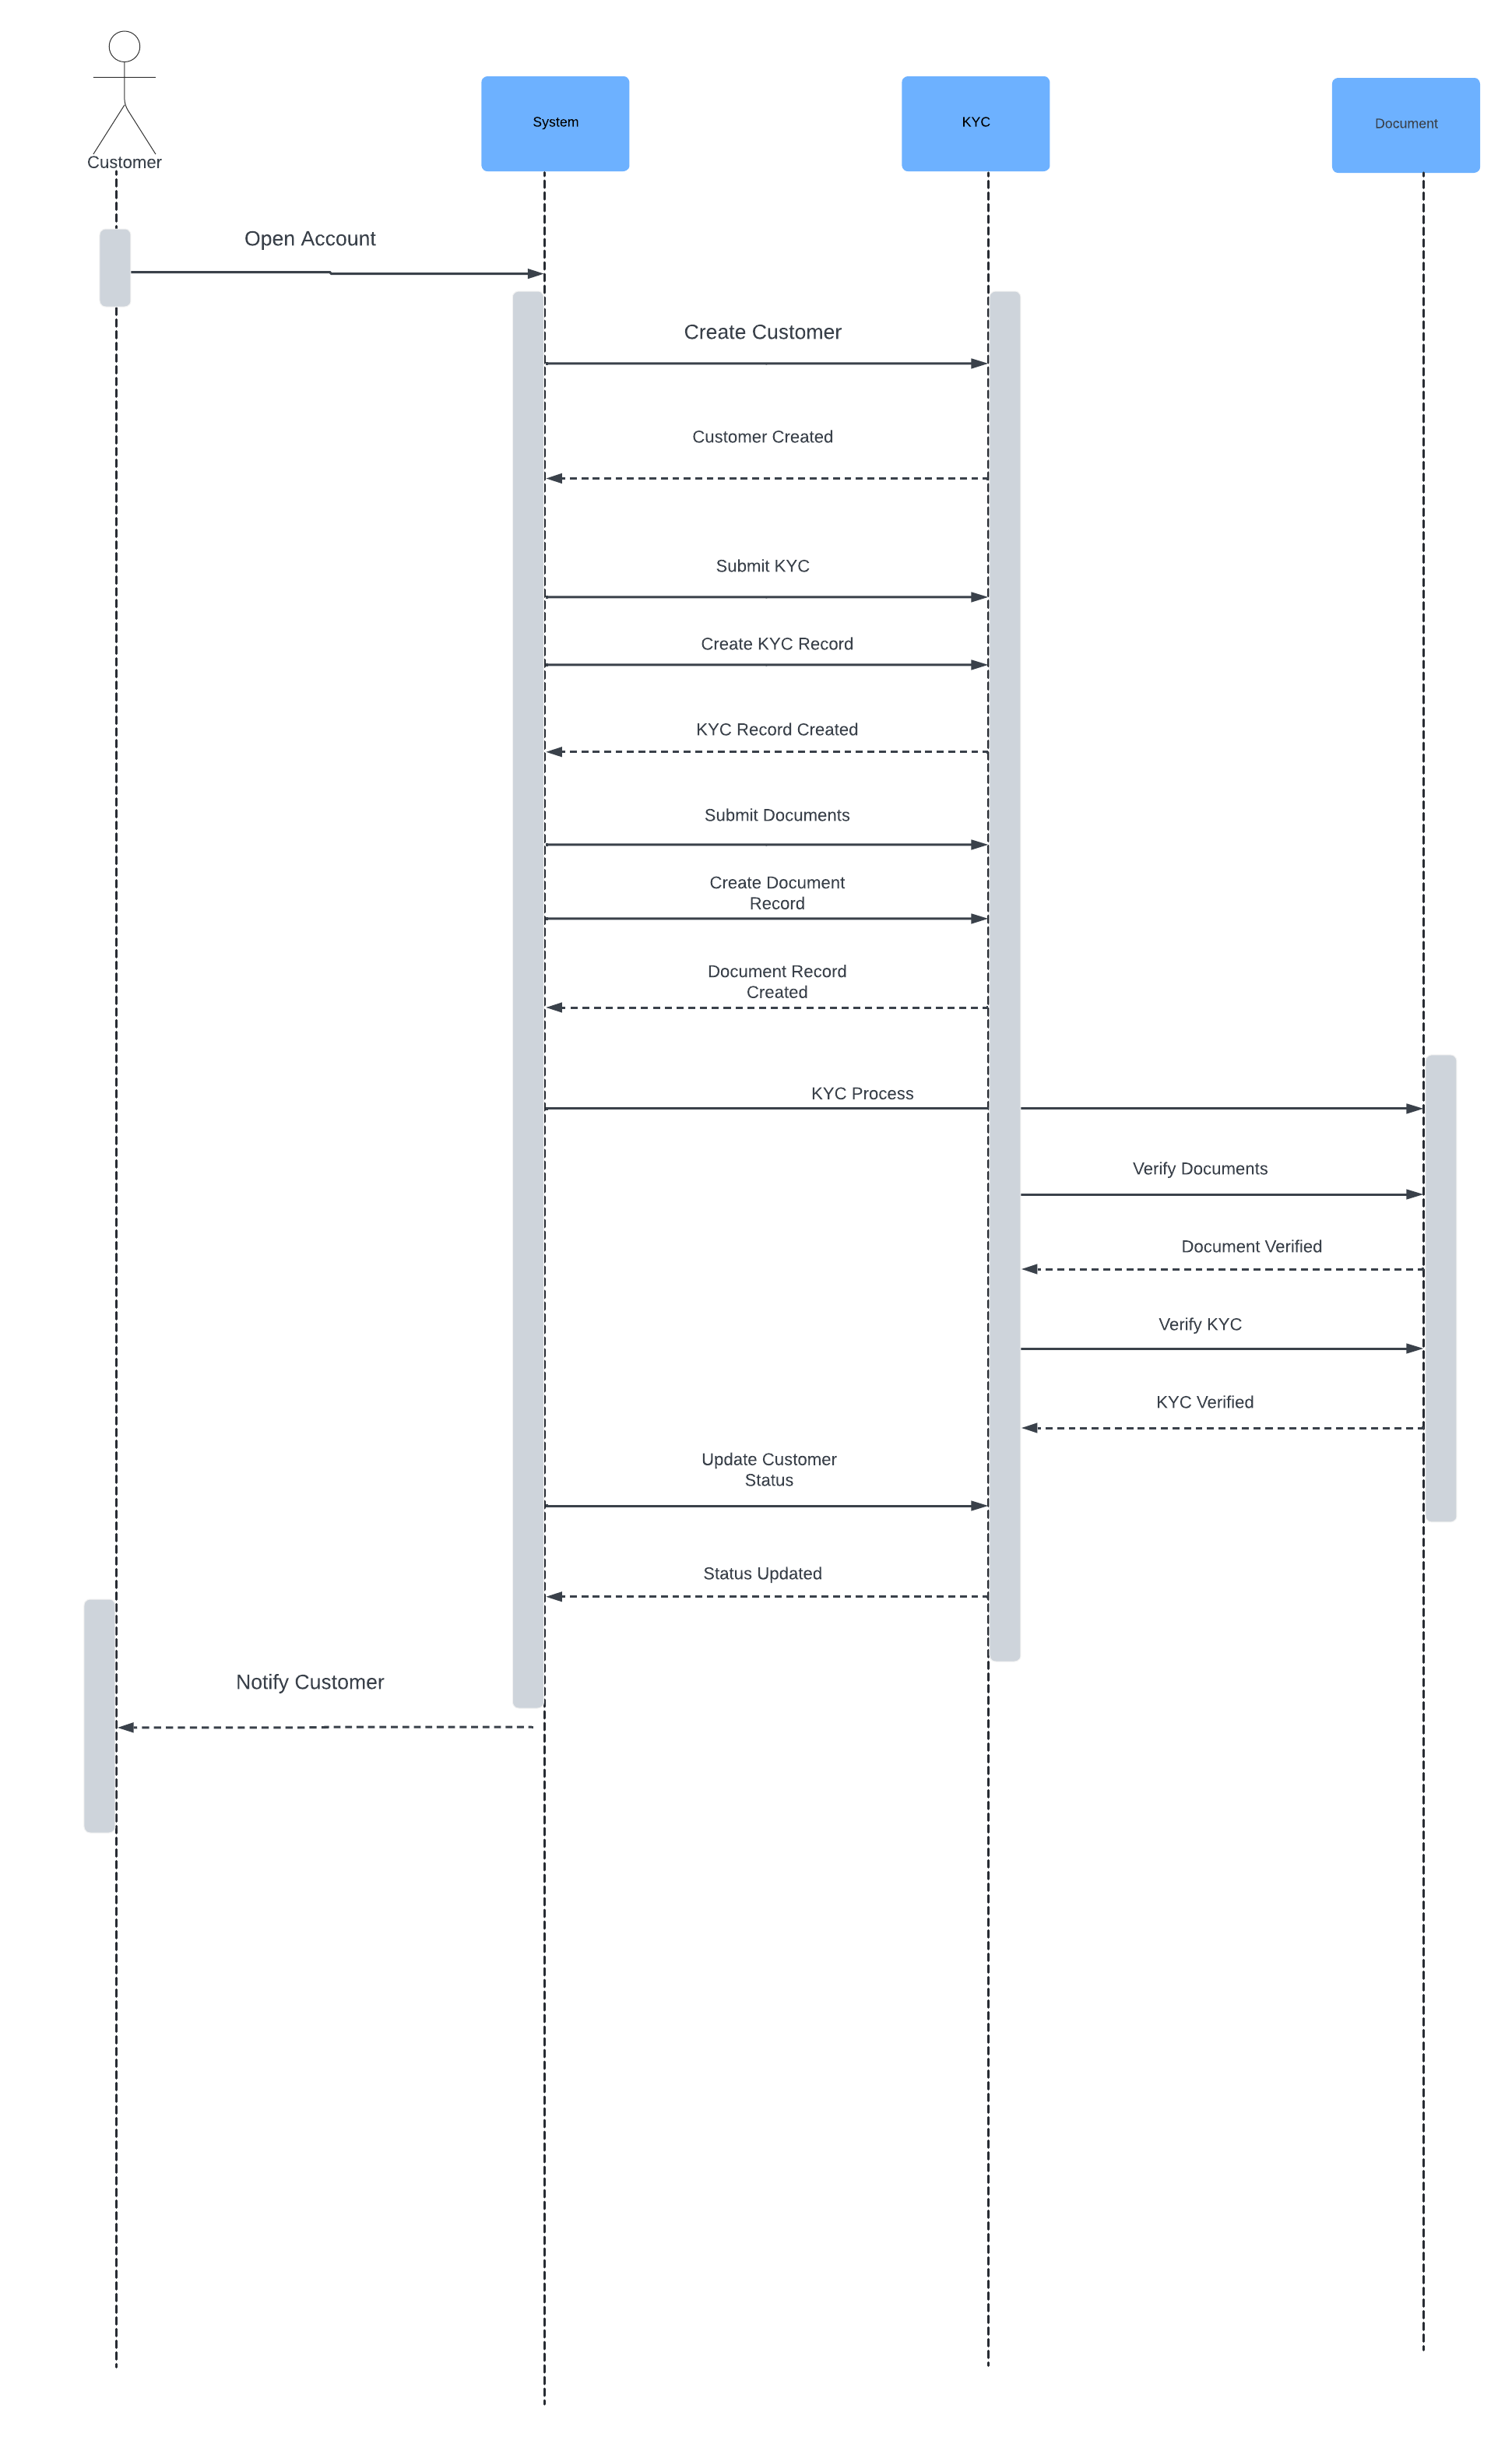 Customer
System
KYC
Document
Open Account
Create Customer
Customer Created
Submit KYC
Create KYC Record
KYC Record Created
Submit Documents
Create Document
Record
Document Record
Created
KYC Process
Verify Documents
Document Verified
Verify KYC
KYC Verified
Update Customer
Status
Status Updated
Notify Customer